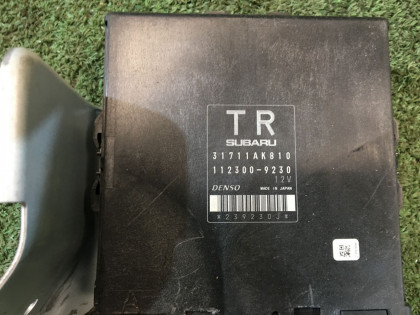 TR
SUBARU
31711AK810
112300-9230
12V
DENSO MADE IN JAPAN